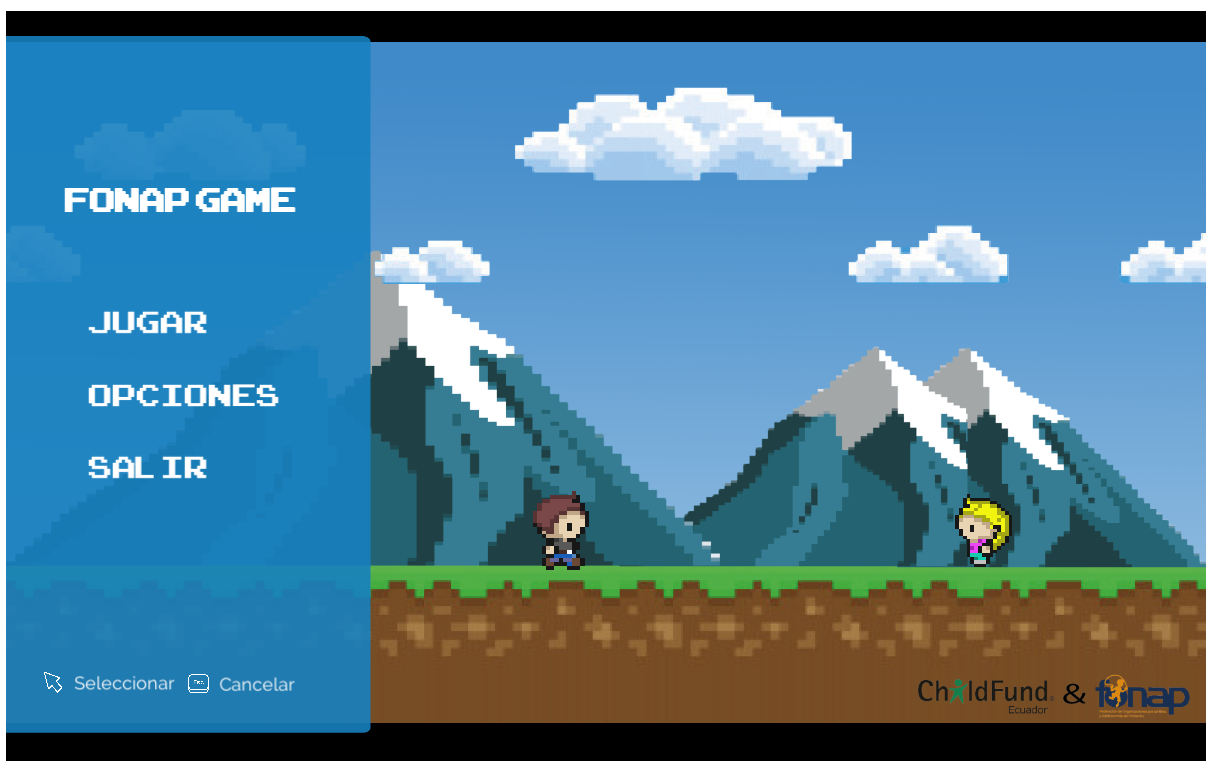 FONAP GAME
JUGAR
OPCIONES
SALIR
Seleccionar Cancelar
ChildFund & fonap
Ecuador